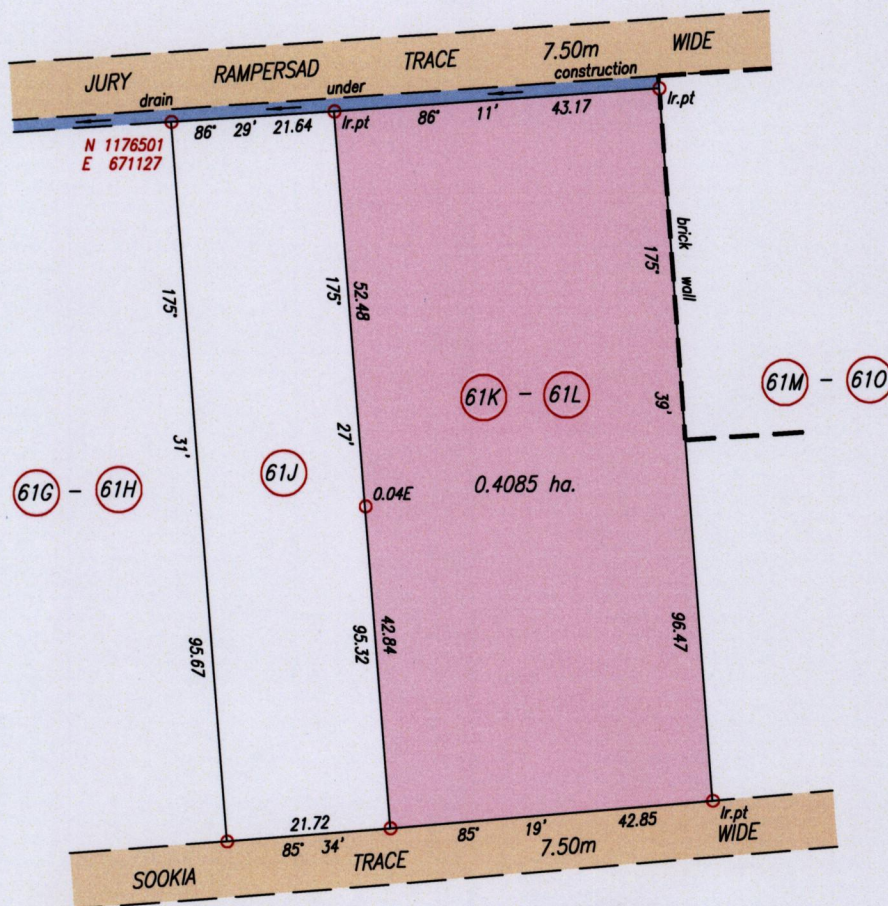 JURY RAMPERSAD TRACE 7.50m WIDE
drain under construction
Ir.pt
Ir.pt
86° 29' 21.64
86° 11' 43.17
N 1176501
E 671127
175° 31' 95.67
175° 27' 95.32
52.48
42.84
0.04E
175° 39' 96.47
brick wall
61G - 61H
61J
61K - 61L
0.4085 ha.
61M - 61O
21.72
85° 34'
85° 19' 42.85
Ir.pt
SOOKIA TRACE 7.50m WIDE